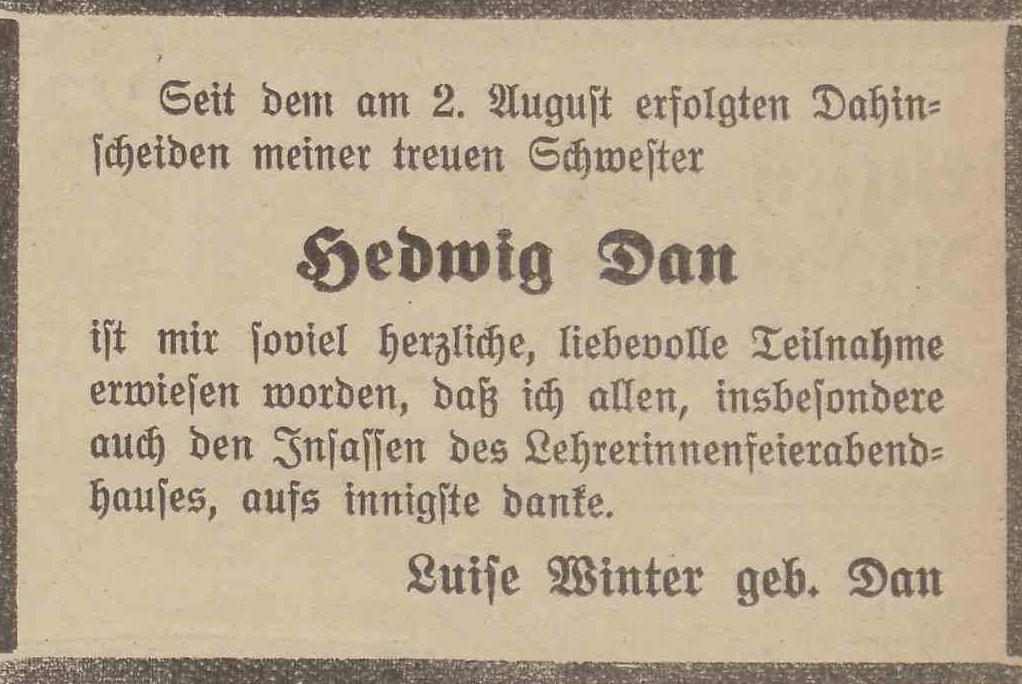 Seit dem am 2. August erfolgten Dahin-
scheiden meiner treuen Schwester
Hedwig Dan
ist mir soviel herzliche, liebevolle Teilnahme
erwiesen worden, daß ich allen, insbesondere
auch den Insassen des Lehrerinnenfeierabend-
hauses, aufs innigste danke.
Luise Winter geb. Dan